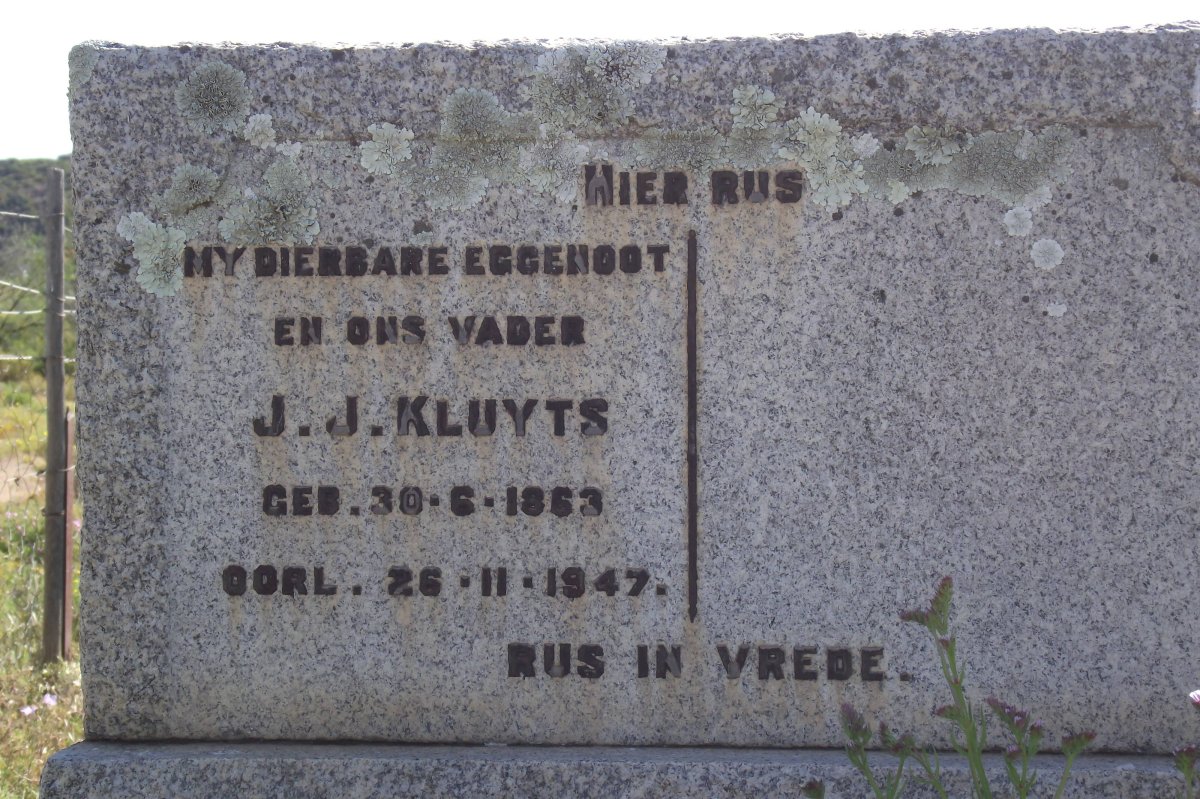 HIER RUS
MY DIERBARE EGGENOOT
EN ONS VADER
J. J. KLUYTS
GEB. 30·6·1863
OORL. 26·11·1947.
RUS IN VREDE.